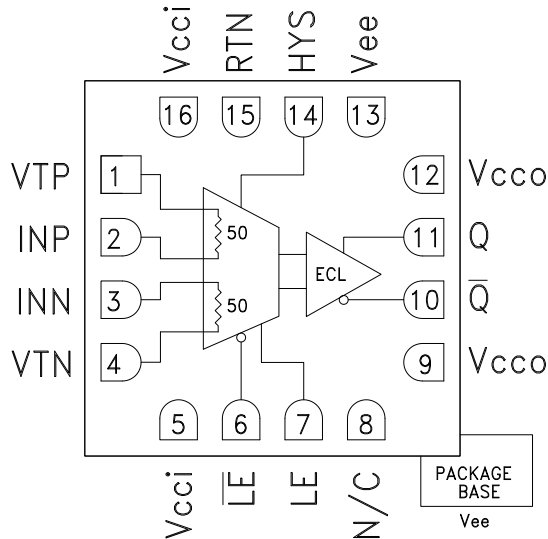 Vcci
RTN
HYS
Vee
16
15
14
13
VTP
1
12
Vcco
INP
2
50
11
Q
ECL
INN
3
50
10
Q̅
VTN
4
9
Vcco
5
6
7
8
Vcci
L̅E̅
LE
N/C
PACKAGE
BASE
Vee